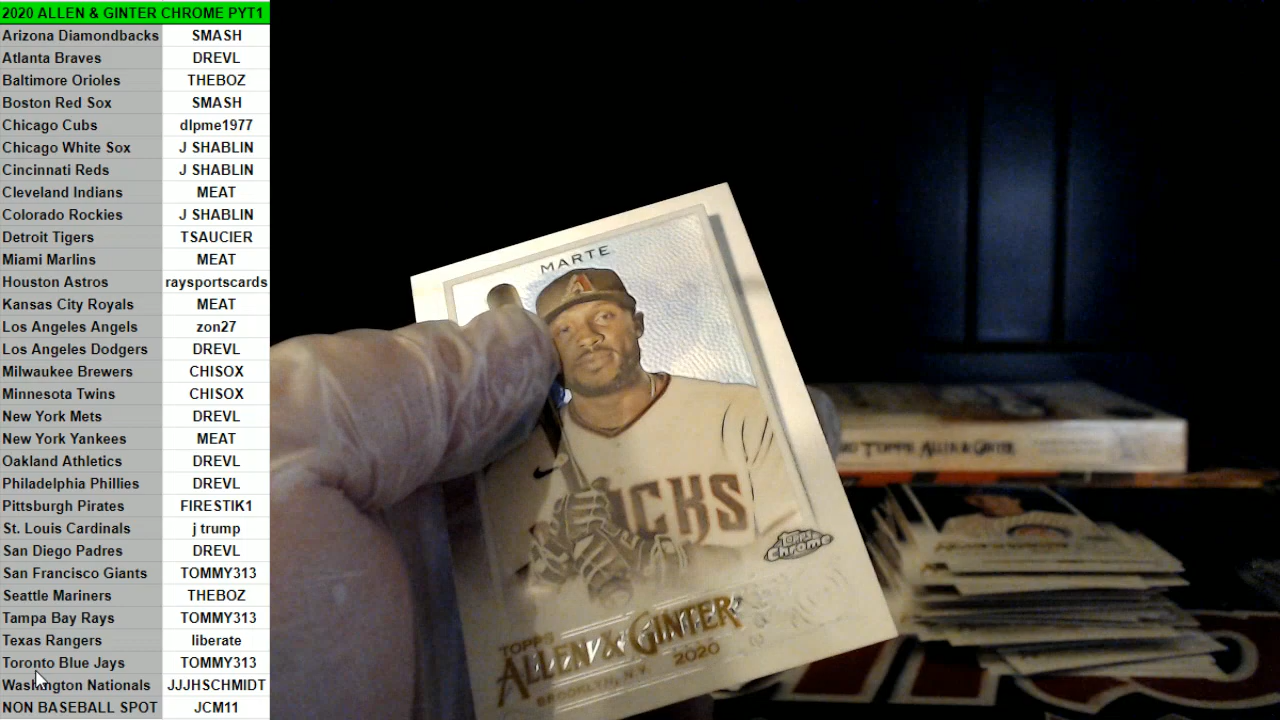 2020 ALLEN & GINTER CHROME PYT1
Arizona Diamondbacks SMASH
Atlanta Braves DREVL
Baltimore Orioles THEBOZ
Boston Red Sox SMASH
Chicago Cubs dlpme1977
Chicago White Sox J SHABLIN
Cincinnati Reds J SHABLIN
Cleveland Indians MEAT
Colorado Rockies J SHABLIN
Detroit Tigers TSAUCIER
Miami Marlins MEAT
Houston Astros raysportscards
Kansas City Royals MEAT
Los Angeles Angels zon27
Los Angeles Dodgers DREVL
Milwaukee Brewers CHISOX
Minnesota Twins CHISOX
New York Mets DREVL
New York Yankees MEAT
Oakland Athletics DREVL
Philadelphia Phillies DREVL
Pittsburgh Pirates FIRESTIK1
St. Louis Cardinals j trump
San Diego Padres DREVL
San Francisco Giants TOMMY313
Seattle Mariners THEBOZ
Tampa Bay Rays TOMMY313
Texas Rangers liberate
Toronto Blue Jays TOMMY313
Washington Nationals JJJHSCHMIDT
NON BASEBALL SPOT JCM11
MARTE
A
ICKS
TOPPS
Chrome
TOPPS
ALLEN & GINTER
BROOKLYN, N.Y. 2020
TOPPS ALLEN & GINTER